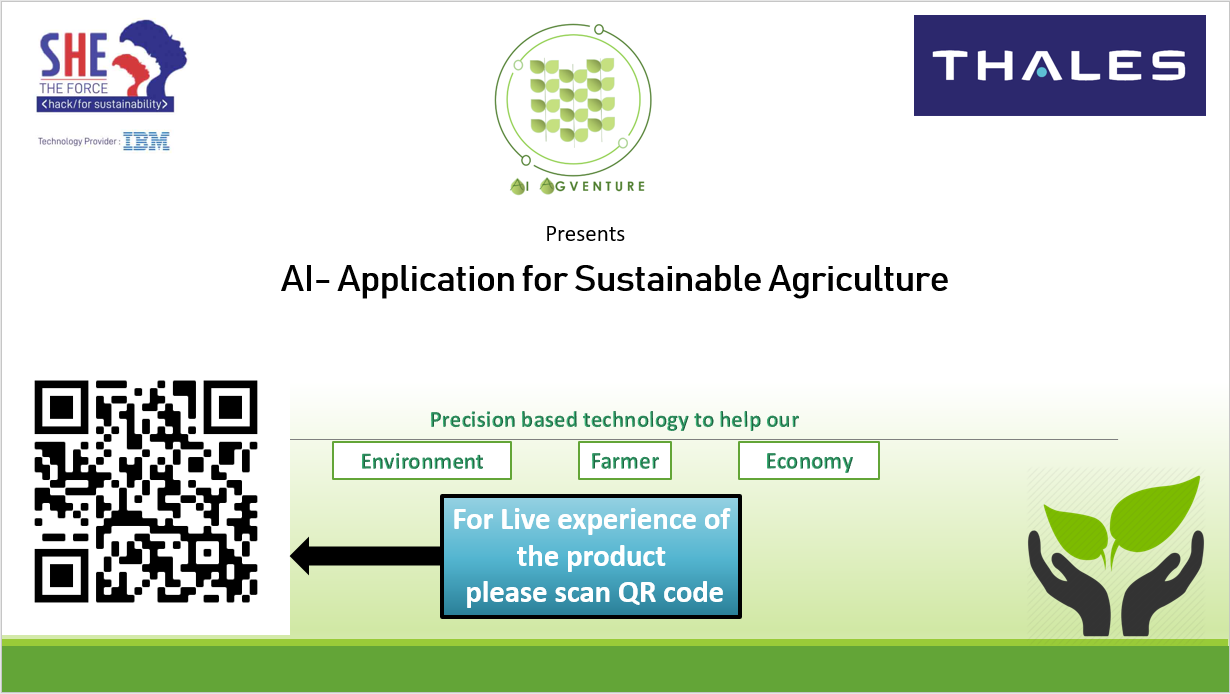 SHE
THE FORCE
<hack/for sustainability>
Technology Provider : IBM
AI AGVENTURE
THALES
Presents
AI- Application for Sustainable Agriculture
Precision based technology to help our
Environment
Farmer
Economy
For Live experience of
the product
please scan QR code